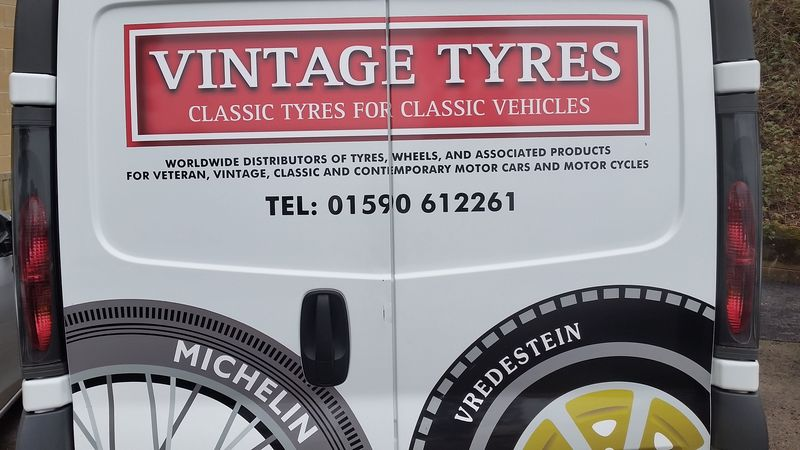 VINTAGE TYRES
CLASSIC TYRES FOR CLASSIC VEHICLES
WORLDWIDE DISTRIBUTORS OF TYRES, WHEELS, AND ASSOCIATED PRODUCTS
FOR VETERAN, VINTAGE, CLASSIC AND CONTEMPORARY MOTOR CARS AND MOTOR CYCLES
TEL: 01590 612261
MICHELIN
VREDESTEIN